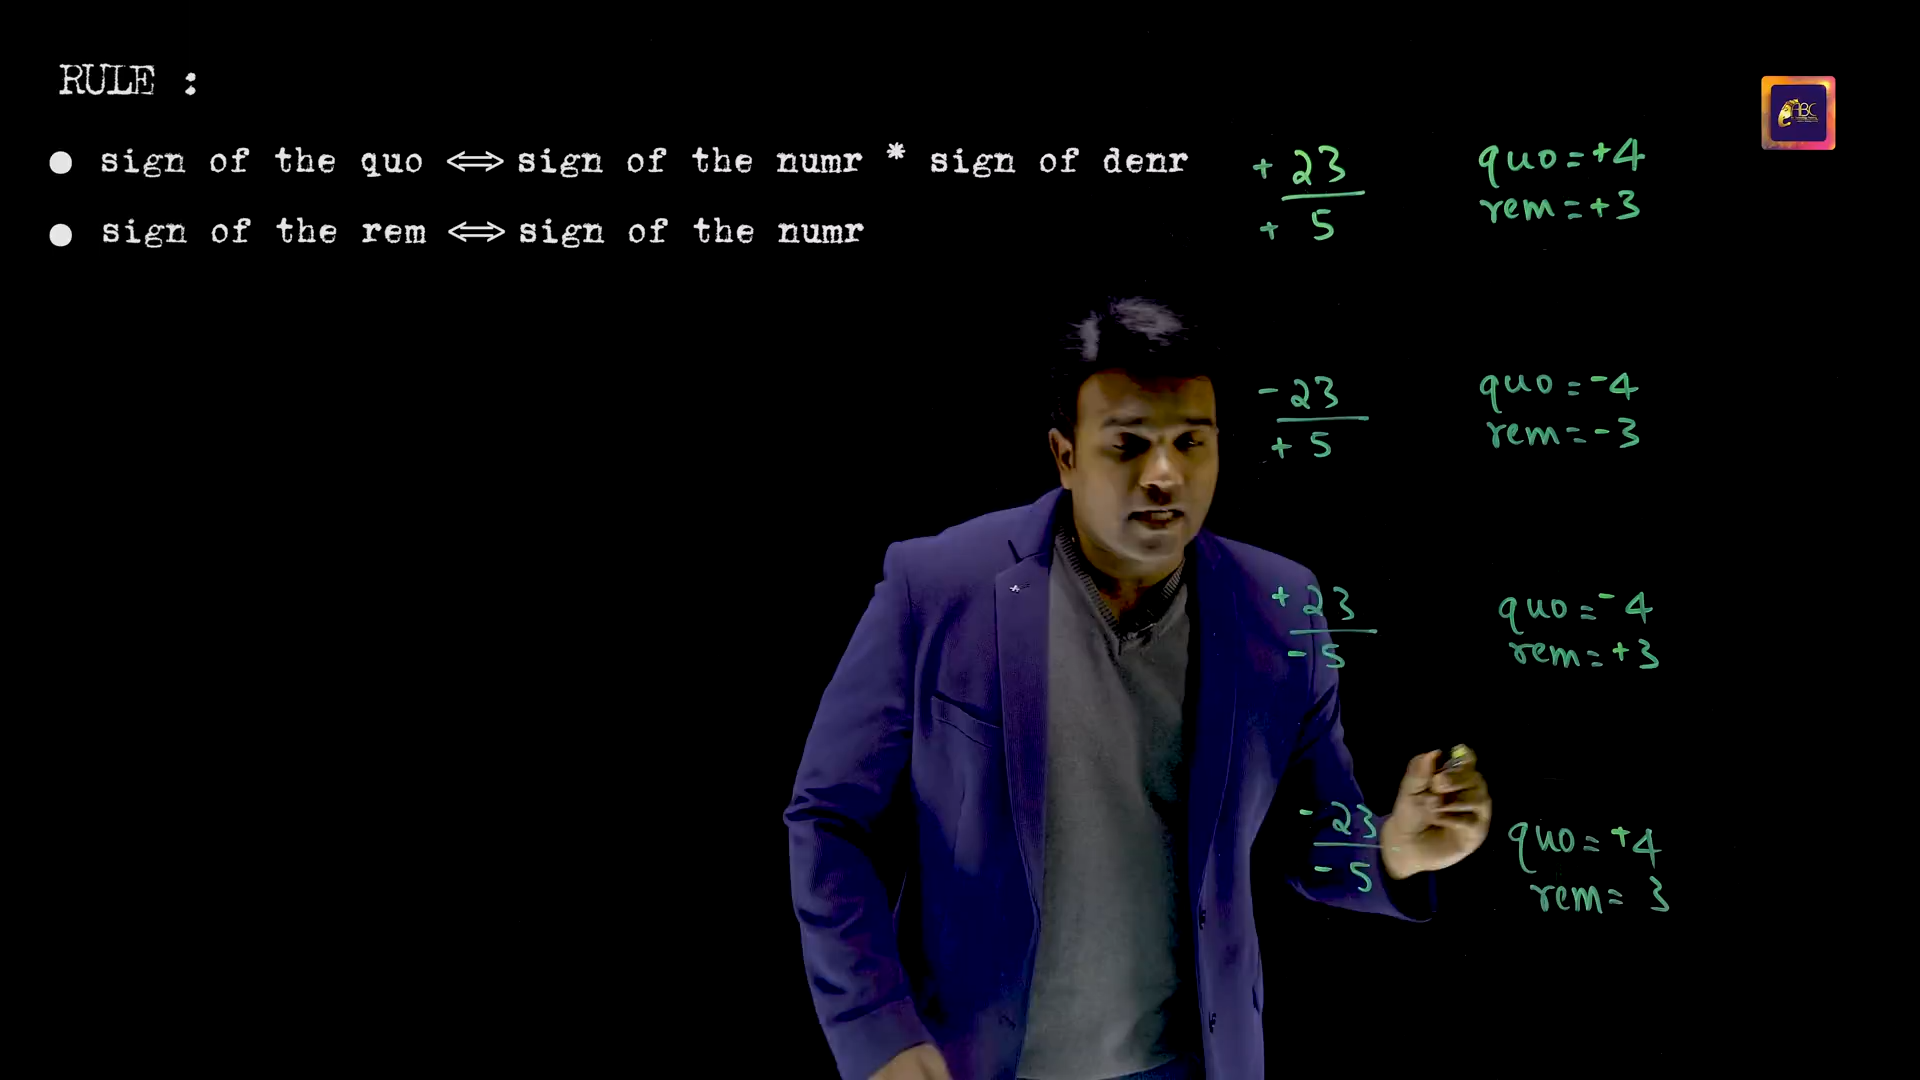 RULE :
● sign of the quo ⟺ sign of the numr * sign of denr
● sign of the rem ⟺ sign of the numr
ABC
+ 23
+ 5
quo = +4
rem = +3
- 23
+ 5
quo = -4
rem = -3
+ 23
- 5
quo = -4
rem = +3
- 23
- 5
quo = +4
rem = 3